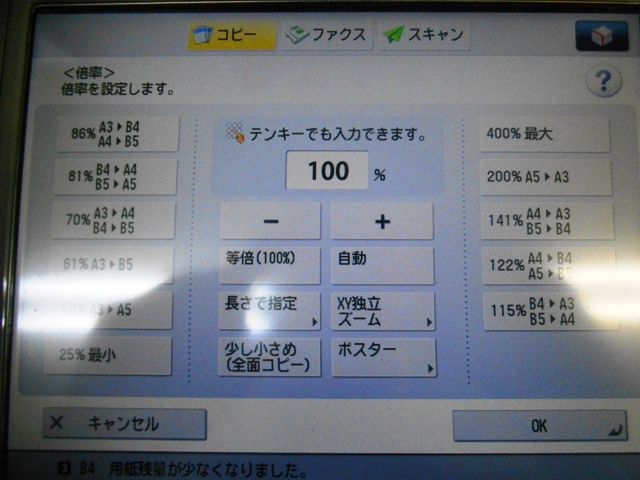 コピー
ファクス
スキャン
<倍率>
倍率を設定します。
?
86% A3▶B4
A4▶B5
81% B4▶A4
B5▶A5
70% A3▶A4
B4▶B5
61% A3▶B5
A3▶A5
25% 最小
テンキーでも入力できます。
100 %
−
+
等倍(100%)
自動
長さで指定
XY独立
ズーム
少し小さめ
(全面コピー)
ポスター
400% 最大
200% A5▶A3
141% A4▶A3
B5▶B4
122% A4▶B4
A5▶
115% B4▶A3
B5▶A4
× キャンセル
OK
3 B4 用紙残量が少なくなりました。